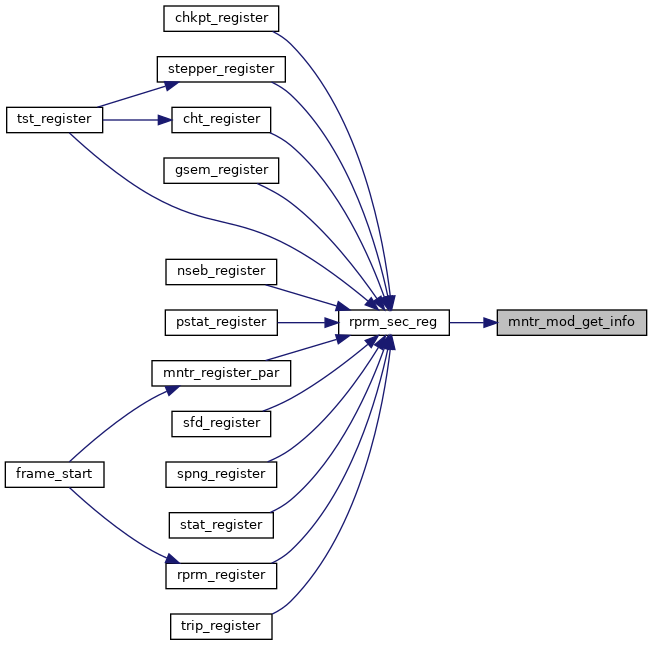 chkpt_register
stepper_register
tst_register
cht_register
gsem_register
nseb_register
pstat_register
rprm_sec_reg
mntr_mod_get_info
mntr_register_par
sfd_register
frame_start
spng_register
stat_register
rprm_register
trip_register